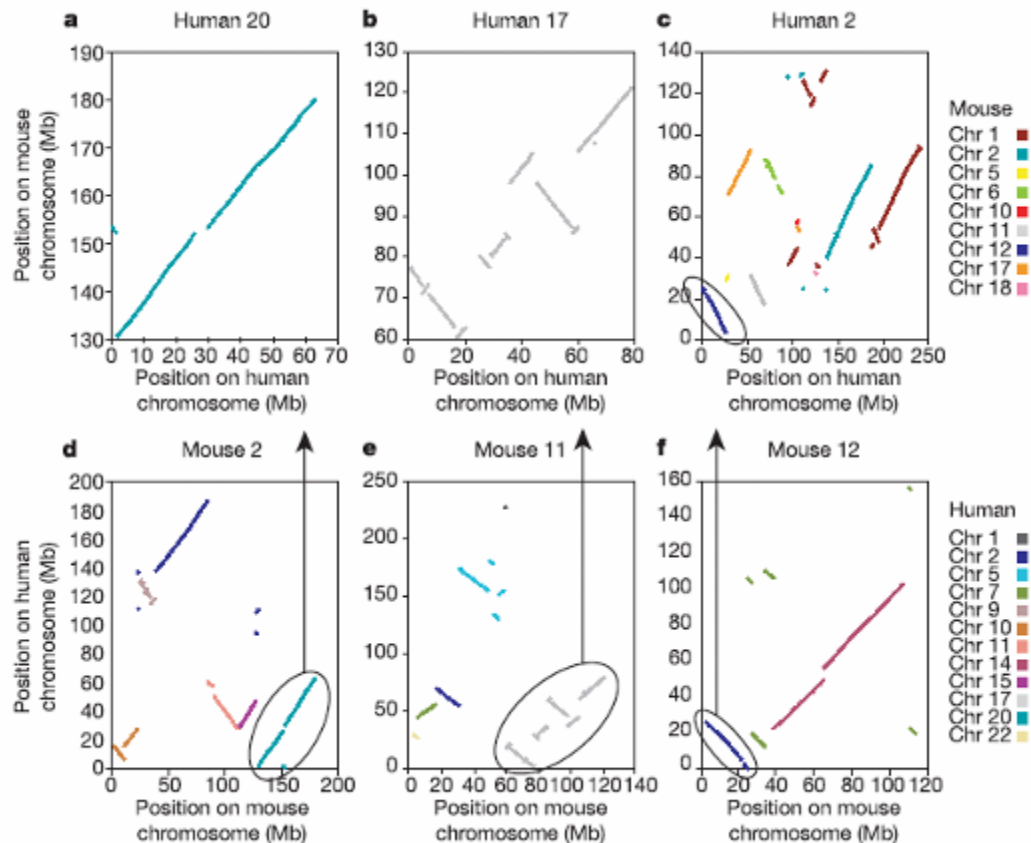 a Human 20
190
180
170
160
150
140
130
0 10 20 30 40 50 60 70
Position on mouse
chromosome (Mb)
Position on human
chromosome (Mb)
b Human 17
130
120
110
100
90
80
70
60
0 20 40 60 80
Position on human
chromosome (Mb)
c Human 2
140
120
100
80
60
40
20
0
0 50 100 150 200 250
Position on human
chromosome (Mb)
Mouse
Chr 1
Chr 2
Chr 5
Chr 6
Chr 10
Chr 11
Chr 12
Chr 17
Chr 18
d Mouse 2
200
180
160
140
120
100
80
60
40
20
0
0 50 100 150 200
Position on human
chromosome (Mb)
Position on mouse
chromosome (Mb)
e Mouse 11
250
200
150
100
50
0
0 20 40 60 80 100 120 140
Position on mouse
chromosome (Mb)
f Mouse 12
160
140
120
100
80
60
40
20
0
0 20 40 60 80 100 120
Position on mouse
chromosome (Mb)
Human
Chr 1
Chr 2
Chr 5
Chr 7
Chr 9
Chr 10
Chr 11
Chr 14
Chr 15
Chr 17
Chr 20
Chr 22